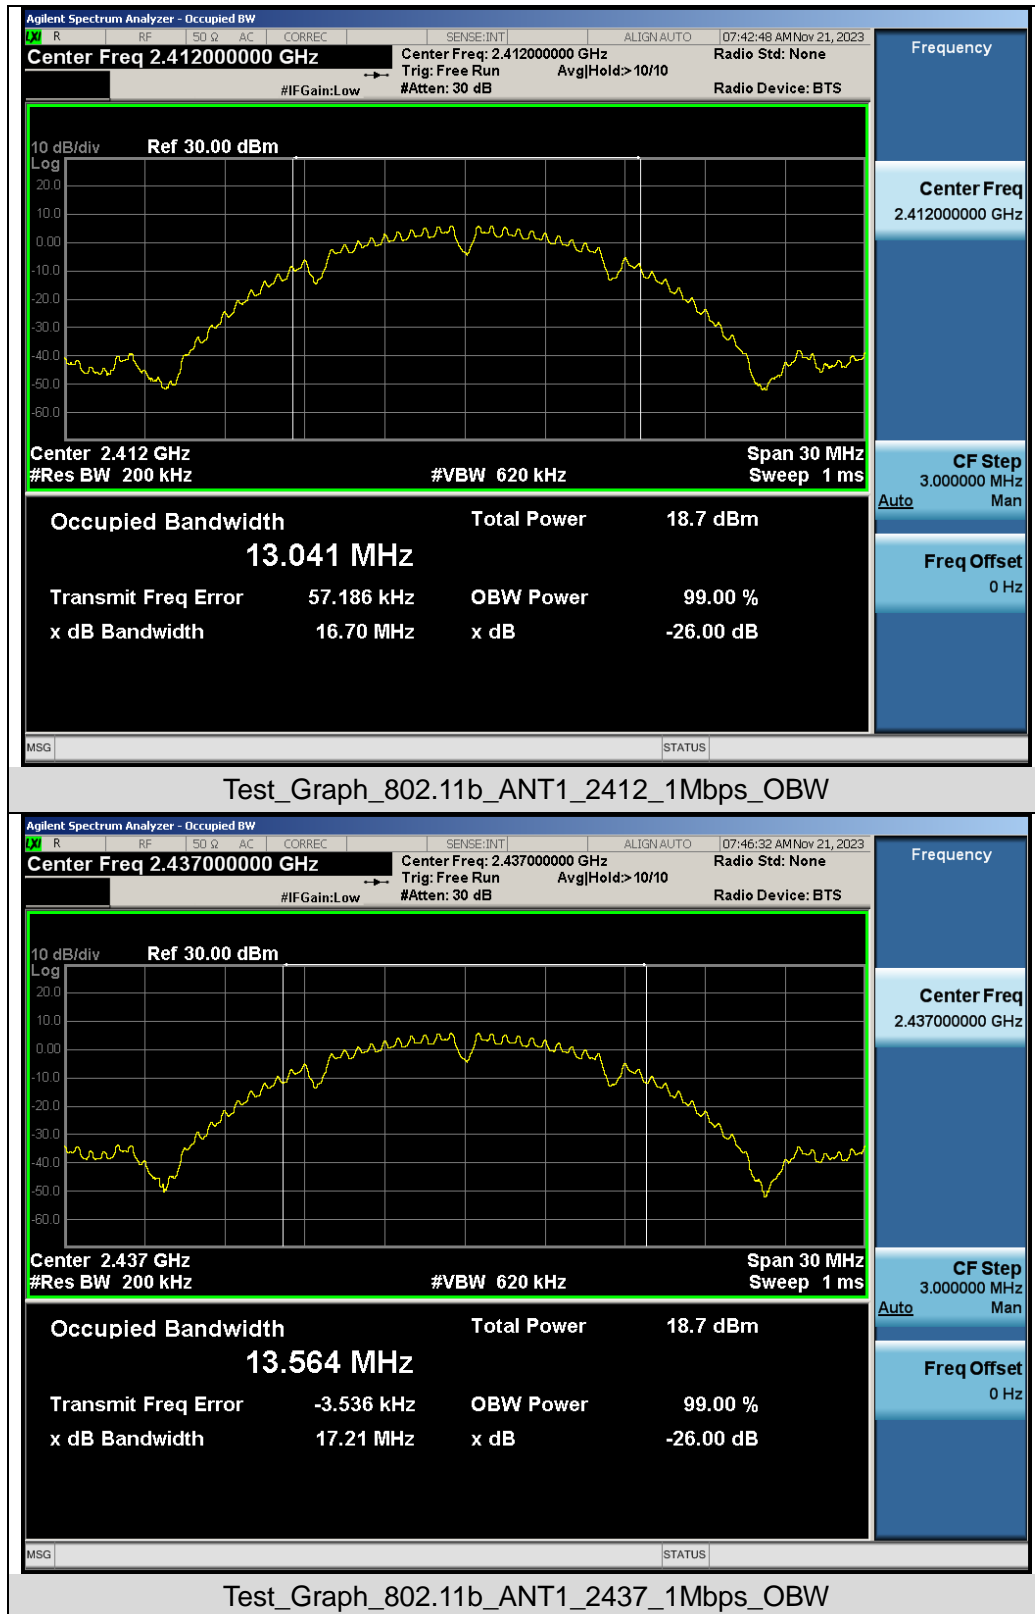 Agilent Spectrum Analyzer - Occupied BW
LXI R RF 50 Ω AC CORREC SENSE:INT ALIGN AUTO 07:42:48 AM Nov 21, 2023
Center Freq 2.412000000 GHz
Center Freq: 2.412000000 GHz
Radio Std: None
Trig: Free Run Avg|Hold:>10/10
#IFGain:Low #Atten: 30 dB Radio Device: BTS
Frequency
10 dB/div Ref 30.00 dBm
Log
20.0
10.0
0.00
-10.0
-20.0
-30.0
-40.0
-50.0
-60.0
Center 2.412 GHz Span 30 MHz
#Res BW 200 kHz #VBW 620 kHz Sweep 1 ms
Center Freq
2.412000000 GHz
CF Step
3.000000 MHz
Auto Man
Freq Offset
0 Hz
Occupied Bandwidth Total Power 18.7 dBm
13.041 MHz
Transmit Freq Error 57.186 kHz OBW Power 99.00 %
x dB Bandwidth 16.70 MHz x dB -26.00 dB
MSG STATUS
Test_Graph_802.11b_ANT1_2412_1Mbps_OBW
Agilent Spectrum Analyzer - Occupied BW
LXI R RF 50 Ω AC CORREC SENSE:INT ALIGN AUTO 07:46:32 AM Nov 21, 2023
Center Freq 2.437000000 GHz
Center Freq: 2.437000000 GHz
Radio Std: None
Trig: Free Run Avg|Hold:>10/10
#IFGain:Low #Atten: 30 dB Radio Device: BTS
Frequency
10 dB/div Ref 30.00 dBm
Log
20.0
10.0
0.00
-10.0
-20.0
-30.0
-40.0
-50.0
-60.0
Center 2.437 GHz Span 30 MHz
#Res BW 200 kHz #VBW 620 kHz Sweep 1 ms
Center Freq
2.437000000 GHz
CF Step
3.000000 MHz
Auto Man
Freq Offset
0 Hz
Occupied Bandwidth Total Power 18.7 dBm
13.564 MHz
Transmit Freq Error -3.536 kHz OBW Power 99.00 %
x dB Bandwidth 17.21 MHz x dB -26.00 dB
MSG STATUS
Test_Graph_802.11b_ANT1_2437_1Mbps_OBW